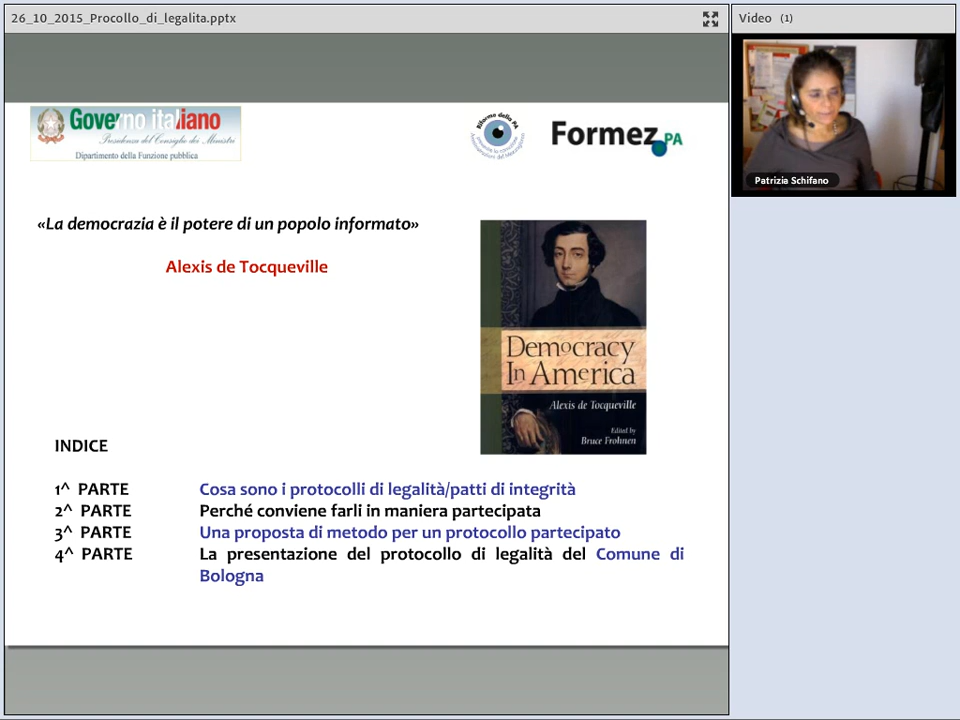 26_10_2015_Procollo_di_legalita.pptx
Video (1)
Patrizia Schifano
Governo italiano
Presidenza del Consiglio dei Ministri
Dipartimento della Funzione pubblica
Riforme della PA
Formez PA
«La democrazia è il potere di un popolo informato»
Alexis de Tocqueville
Democracy
In America
Alexis de Tocqueville
Edited by
Bruce Frohnen
INDICE
1^ PARTE Cosa sono i protocolli di legalità/patti di integrità
2^ PARTE Perché conviene farli in maniera partecipata
3^ PARTE Una proposta di metodo per un protocollo partecipato
4^ PARTE La presentazione del protocollo di legalità del Comune di
Bologna